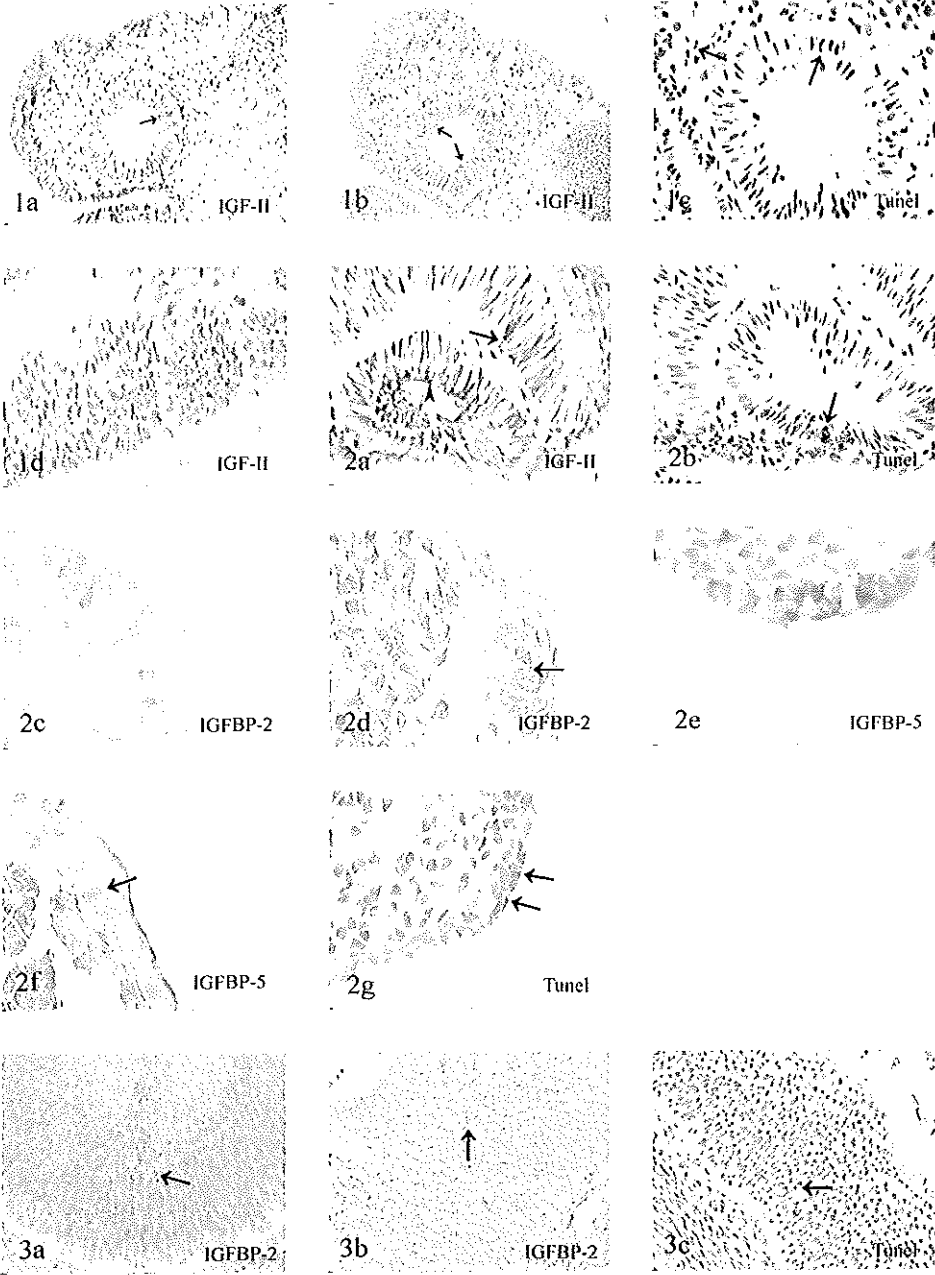 1a IGF-II
1b IGF-II
1c Tunel
1d IGF-II
2a IGF-II
2b Tunel
2c IGFBP-2
2d IGFBP-2
2e IGFBP-5
2f IGFBP-5
2g Tunel
3a IGFBP-2
3b IGFBP-2
3c Tunel